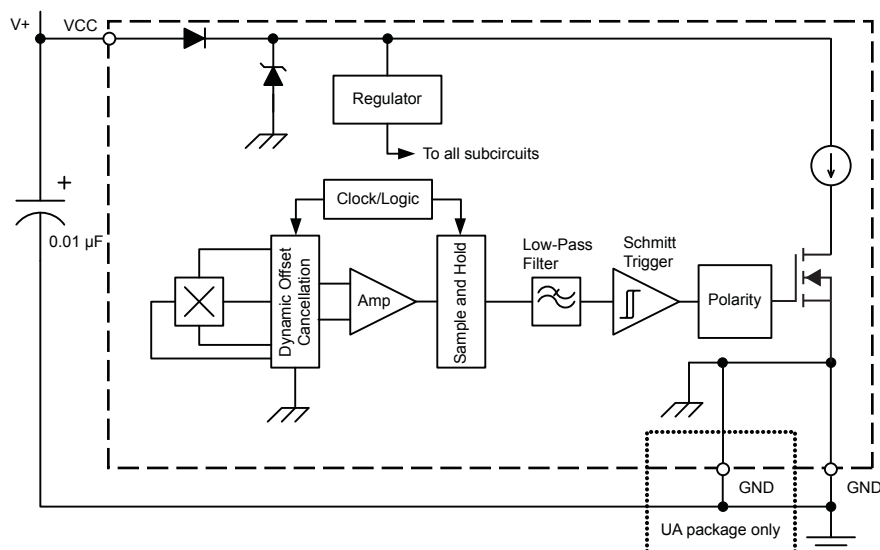 V+
VCC
Regulator
To all subcircuits
Clock/Logic
+
0.01 µF
Dynamic Offset
Cancellation
Amp
Sample and Hold
Low-Pass
Filter
Schmitt
Trigger
Polarity
GND
GND
UA package only